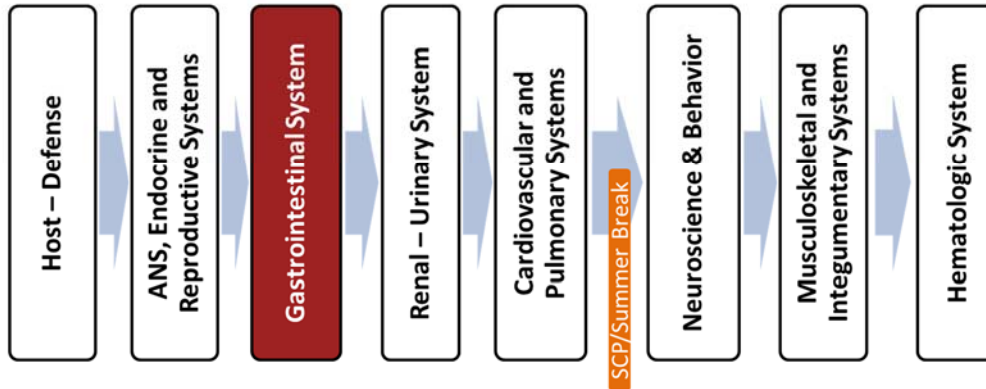 Host – Defense
ANS, Endocrine and
Reproductive Systems
Gastrointestinal System
Renal – Urinary System
Cardiovascular and
Pulmonary Systems
SCP/Summer Break
Neuroscience & Behavior
Musculoskeletal and
Integumentary Systems
Hematologic System